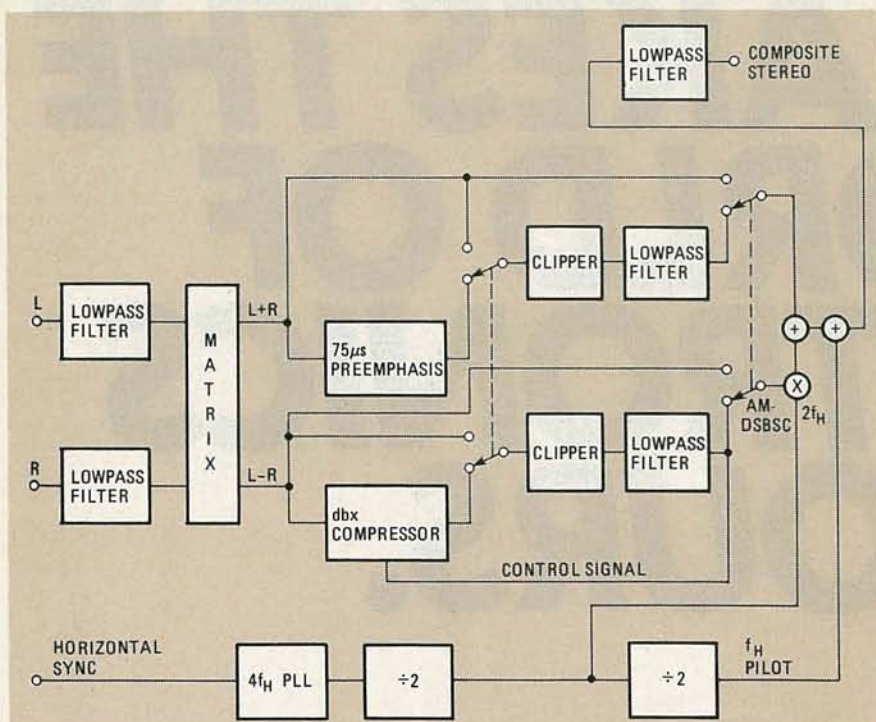 LOWPASS
FILTER
COMPOSITE
STEREO
L
LOWPASS
FILTER
MATRIX
L+R
75µs
PREEMPHASIS
CLIPPER
LOWPASS
FILTER
+
+
X
2fH
AM-
DSBSC
R
LOWPASS
FILTER
L−R
dbx
COMPRESSOR
CLIPPER
LOWPASS
FILTER
CONTROL SIGNAL
HORIZONTAL
SYNC
4fH PLL
÷2
÷2
fH
PILOT